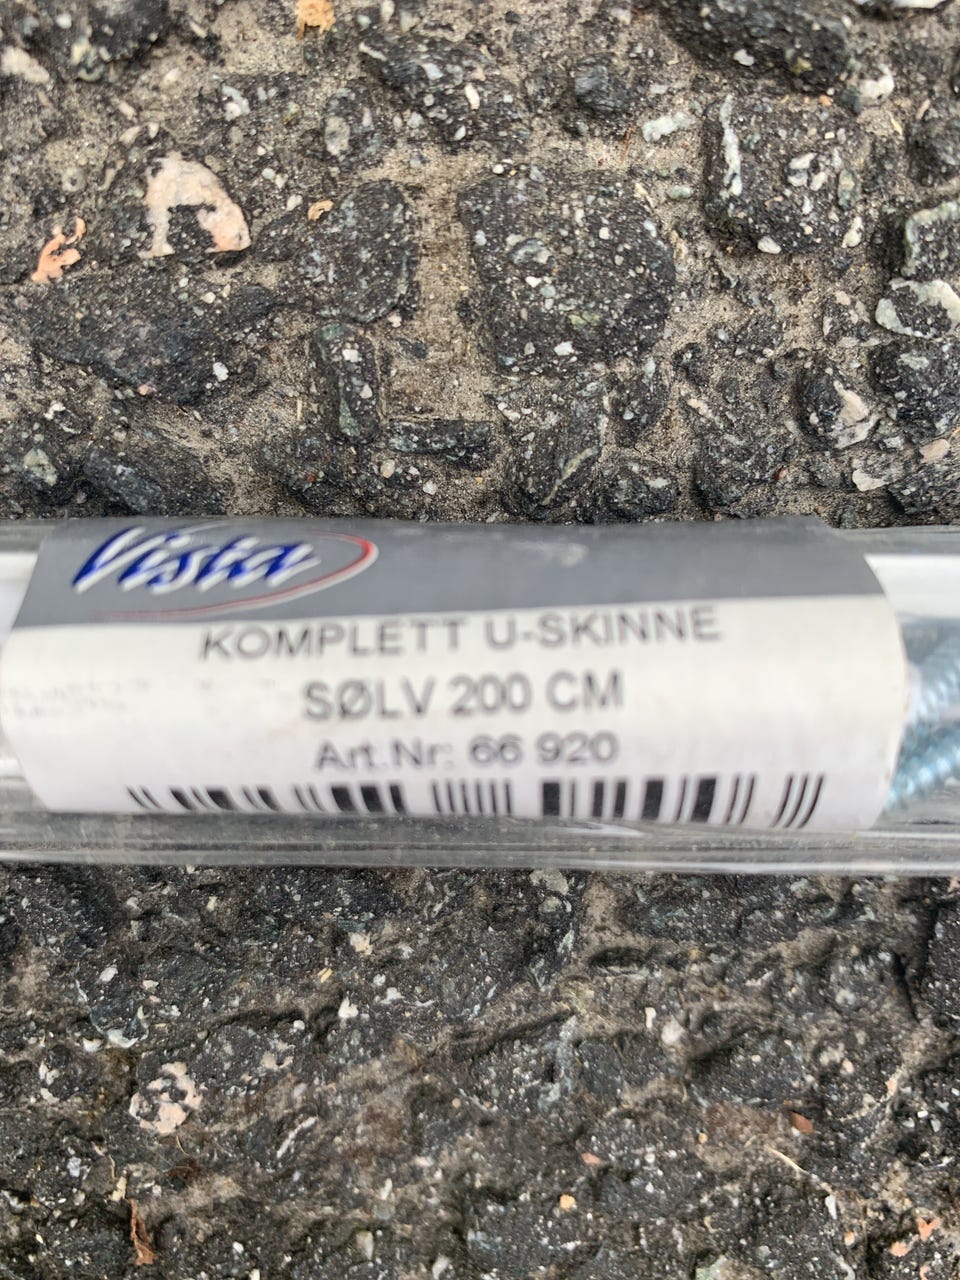 Vista
KOMPLETT U-SKINNE
SØLV 200 CM
Art.Nr: 66 920